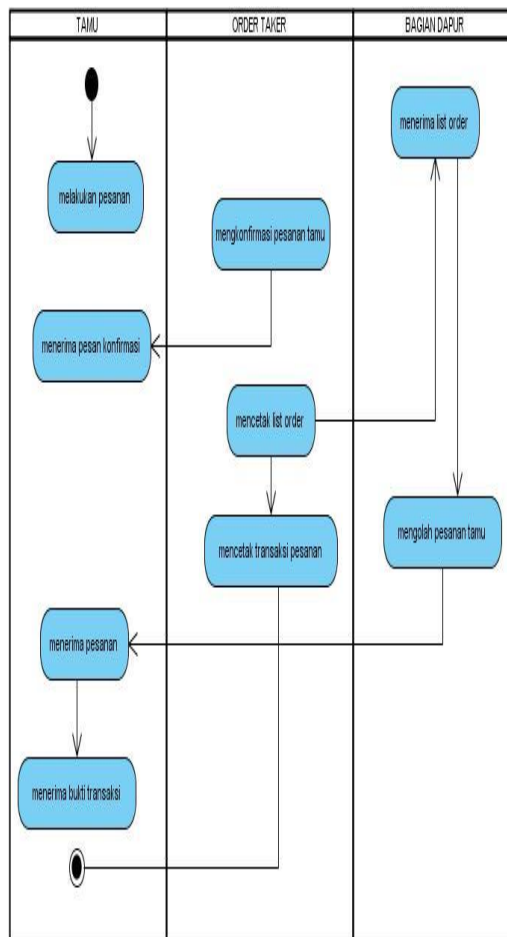 TAMU
ORDER TAKER
BAGIAN DAPUR
menerima list order
melakukan pesanan
mengkonfirmasi pesanan tamu
menerima pesan konfirmasi
mencetak list order
mencetak transaksi pesanan
mengolah pesanan tamu
menerima pesanan
menerima bukti transaksi